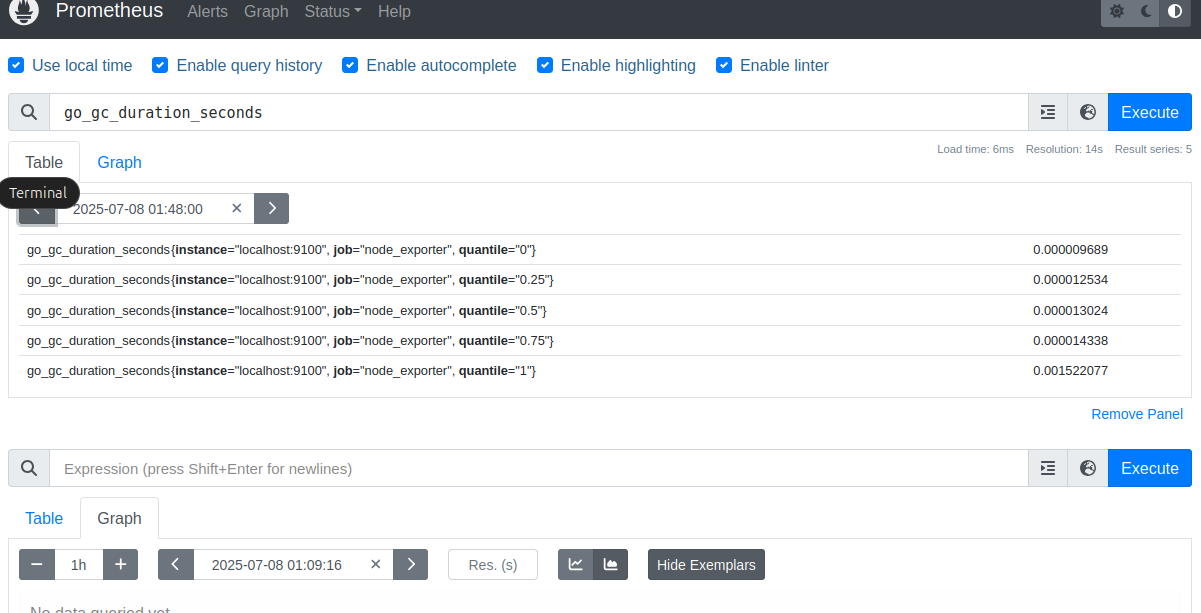 Prometheus Alerts Graph Status Help
Use local time Enable query history Enable autocomplete Enable highlighting Enable linter
go_gc_duration_seconds Execute
Table Graph Load time: 6ms Resolution: 14s Result series: 5
Terminal
2025-07-08 01:48:00
go_gc_duration_seconds{instance="localhost:9100", job="node_exporter", quantile="0"} 0.000009689
go_gc_duration_seconds{instance="localhost:9100", job="node_exporter", quantile="0.25"} 0.000012534
go_gc_duration_seconds{instance="localhost:9100", job="node_exporter", quantile="0.5"} 0.000013024
go_gc_duration_seconds{instance="localhost:9100", job="node_exporter", quantile="0.75"} 0.000014338
go_gc_duration_seconds{instance="localhost:9100", job="node_exporter", quantile="1"} 0.001522077
Remove Panel
Expression (press Shift+Enter for newlines) Execute
Table Graph
1h 2025-07-08 01:09:16 Res. (s) Hide Exemplars
No data queried yet